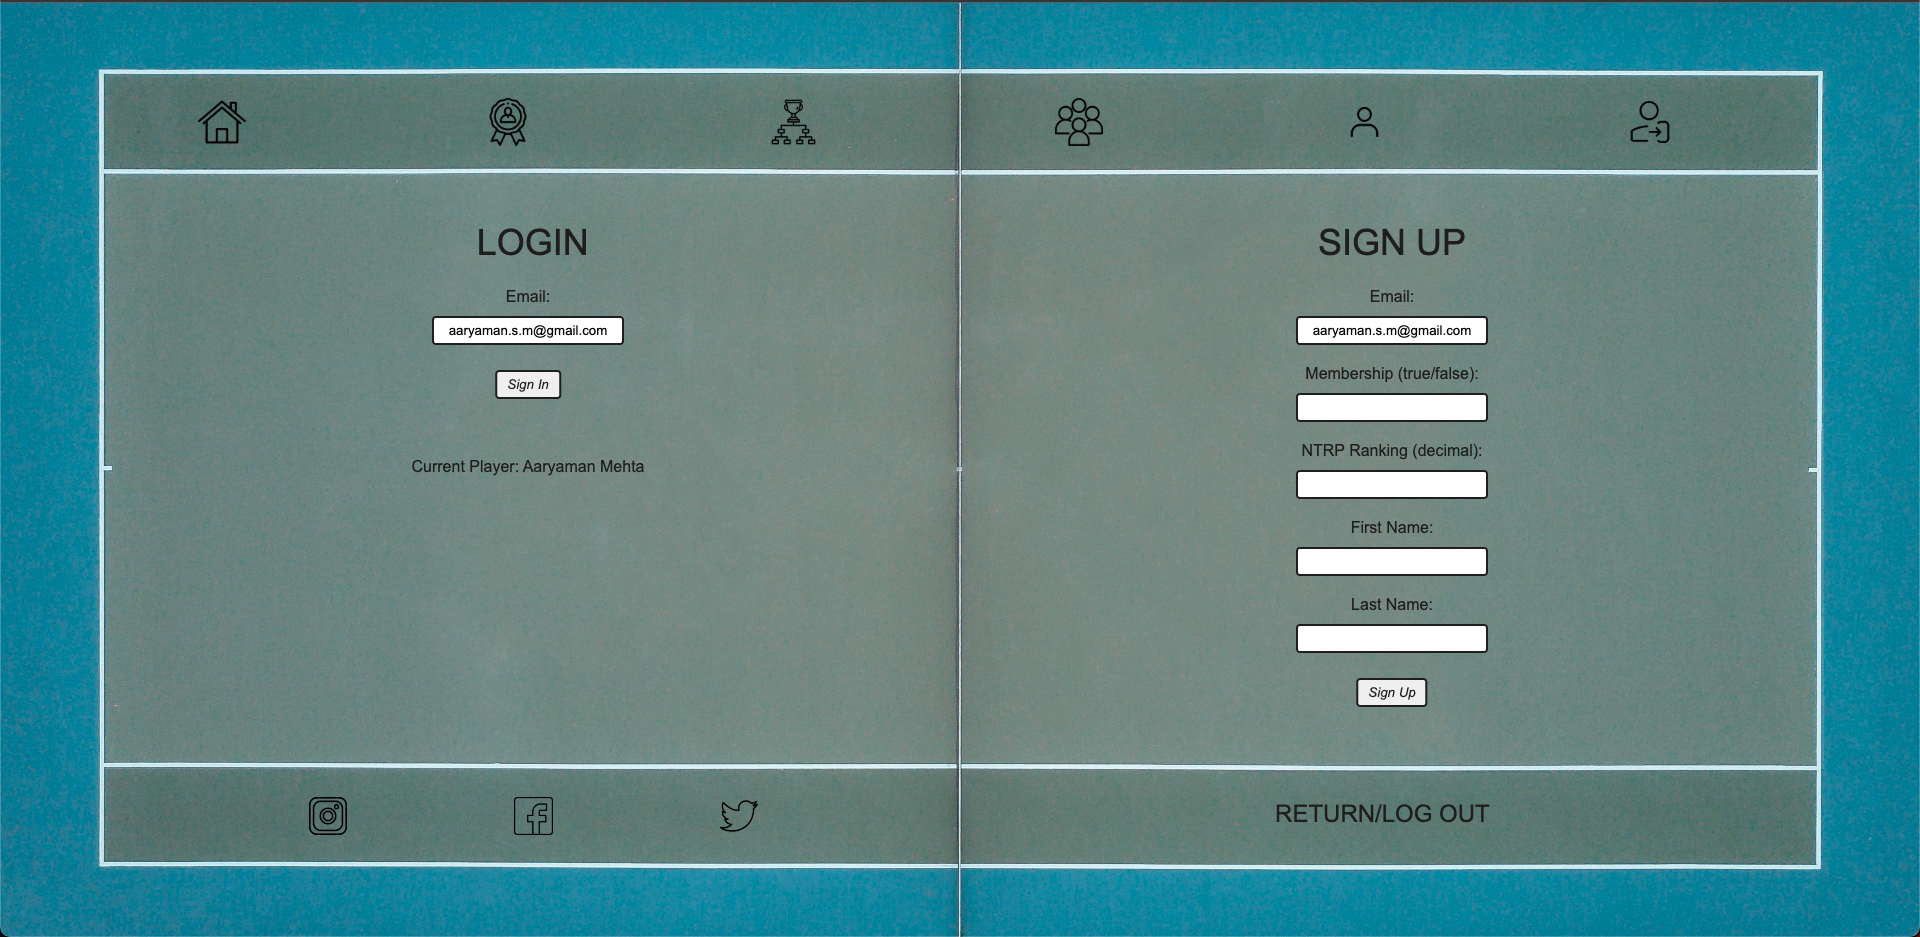 LOGIN
Email:
aaryaman.s.m@gmail.com
Sign In
Current Player: Aaryaman Mehta
SIGN UP
Email:
aaryaman.s.m@gmail.com
Membership (true/false):
NTRP Ranking (decimal):
First Name:
Last Name:
Sign Up
RETURN/LOG OUT